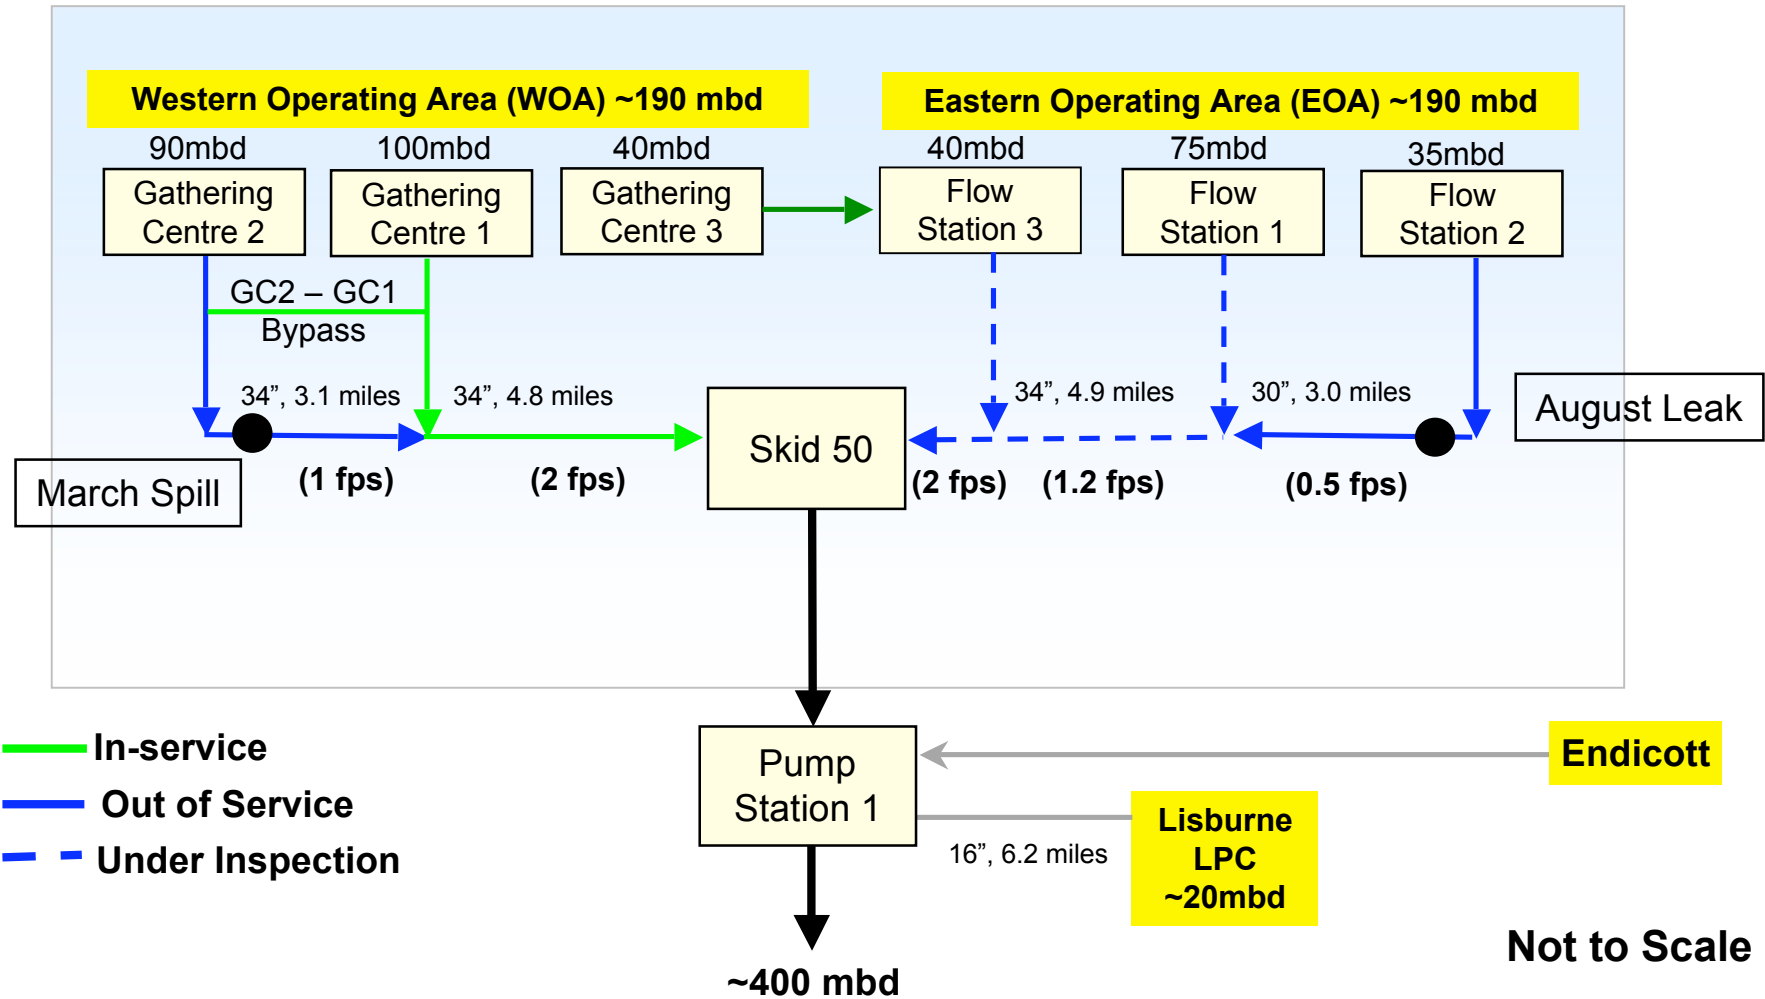 Western Operating Area (WOA) ~190 mbd
Eastern Operating Area (EOA) ~190 mbd
90mbd
100mbd
40mbd
40mbd
75mbd
35mbd
Gathering
Centre 2
Gathering
Centre 1
Gathering
Centre 3
Flow
Station 3
Flow
Station 1
Flow
Station 2
GC2 – GC1
Bypass
34”, 3.1 miles
34”, 4.8 miles
34”, 4.9 miles
30”, 3.0 miles
August Leak
Skid 50
March Spill
(1 fps)
(2 fps)
(2 fps)
(1.2 fps)
(0.5 fps)
In-service
Out of Service
Under Inspection
Pump
Station 1
Endicott
16”, 6.2 miles
Lisburne
LPC
~20mbd
~400 mbd
Not to Scale